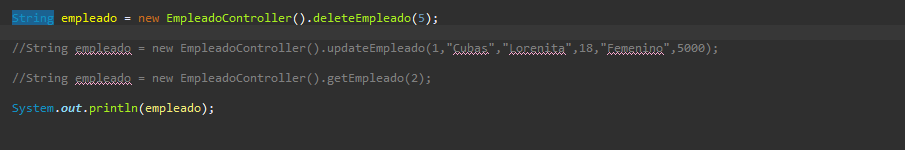 String empleado = new EmpleadoController().deleteEmpleado(5);
//String empleado = new EmpleadoController().updateEmpleado(1,"Cubas","Lorenita",18,"Femenino",5000);
//String empleado = new EmpleadoController().getEmpleado(2);
System.out.println(empleado);